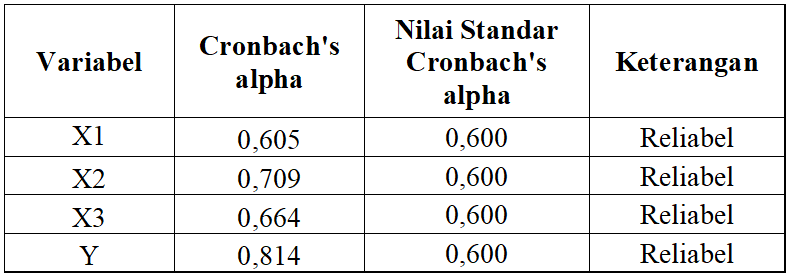 Variabel Cronbach's alpha Nilai Standar Cronbach's alpha Keterangan
X1 0,605 0,600 Reliabel
X2 0,709 0,600 Reliabel
X3 0,664 0,600 Reliabel
Y 0,814 0,600 Reliabel